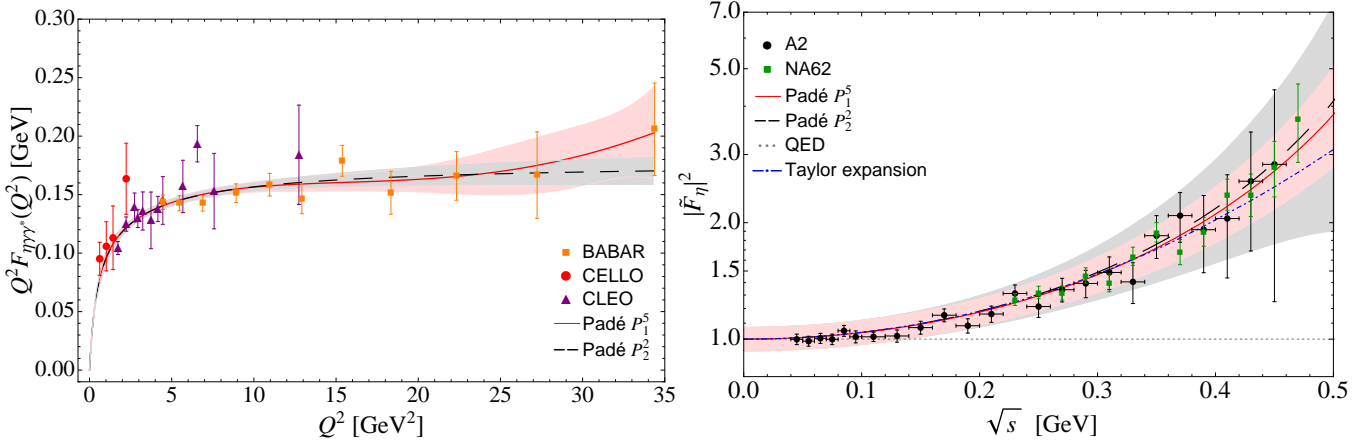 0.30
0.25
0.20
0.15
0.10
0.05
0.00
Q²F_{ηγγ*}(Q²) [GeV]
BABAR
CELLO
CLEO
Padé P₁⁵
Padé P₂²
0 5 10 15 20 25 30 35
Q² [GeV²]
7.0
5.0
3.0
2.0
1.5
1.0
|F̃_η|²
A2
NA62
Padé P₁⁵
Padé P₂²
QED
Taylor expansion
0.0 0.1 0.2 0.3 0.4 0.5
√s [GeV]